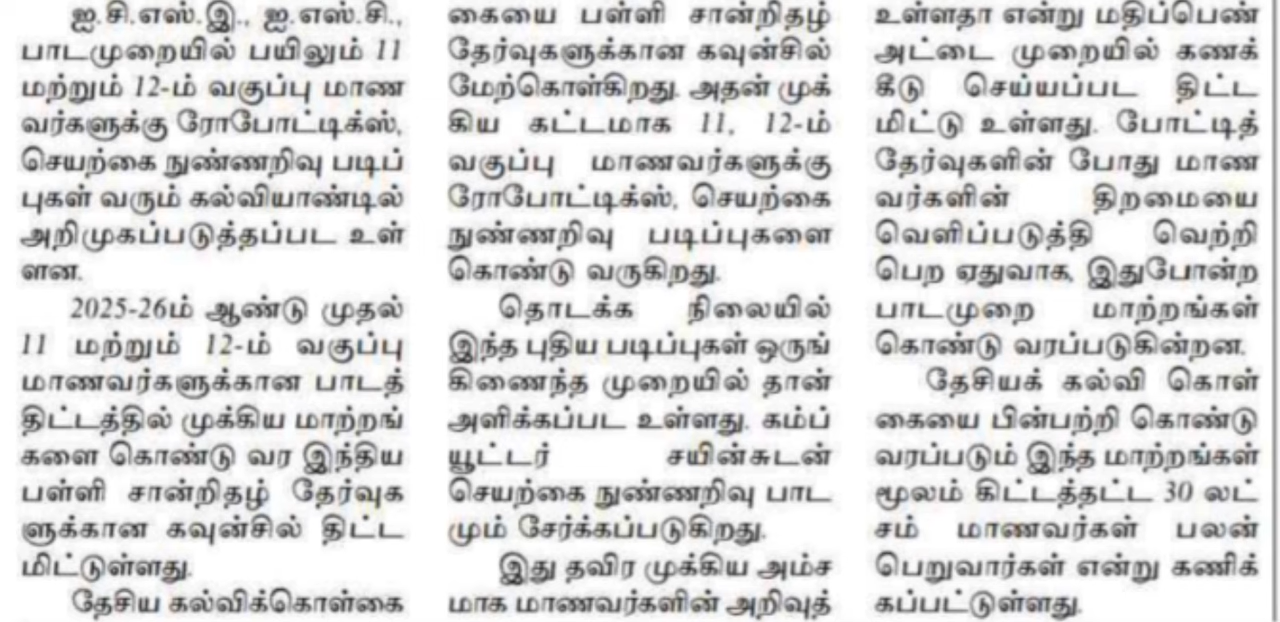 ஐ.சி.எஸ்.இ., ஐ.எஸ்.சி.,
பாடமுறையில் பயிலும் 11
மற்றும் 12-ம் வகுப்பு மாண
வர்களுக்கு ரோபோட்டிக்ஸ்,
செயற்கை நுண்ணறிவு படிப்
புகள் வரும் கல்வியாண்டில்
அறிமுகப்படுத்தப்பட உள்
ளன.
2025-26ம் ஆண்டு முதல்
11 மற்றும் 12-ம் வகுப்பு
மாணவர்களுக்கான பாடத்
திட்டத்தில் முக்கிய மாற்றங்
களை கொண்டு வர இந்திய
பள்ளி சான்றிதழ் தேர்வுக
ளுக்கான கவுன்சில் திட்ட
மிட்டுள்ளது.
தேசிய கல்விக்கொள்கை
கையை பள்ளி சான்றிதழ்
தேர்வுகளுக்கான கவுன்சில்
மேற்கொள்கிறது. அதன் முக்
கிய கட்டமாக 11, 12-ம்
வகுப்பு மாணவர்களுக்கு
ரோபோட்டிக்ஸ், செயற்கை
நுண்ணறிவு படிப்புகளை
கொண்டு வருகிறது.
தொடக்க நிலையில்
இந்த புதிய படிப்புகள் ஒருங்
கிணைந்த முறையில் தான்
அளிக்கப்பட உள்ளது. கம்ப்
யூட்டர் சயின்சுடன்
செயற்கை நுண்ணறிவு பாட
மும் சேர்க்கப்படுகிறது.
இது தவிர முக்கிய அம்ச
மாக மாணவர்களின் அறிவுத்
உள்ளதா என்று மதிப்பெண்
அட்டை முறையில் கணக்
கீடு செய்யப்பட திட்ட
மிட்டு உள்ளது. போட்டித்
தேர்வுகளின் போது மாண
வர்களின் திறமையை
வெளிப்படுத்தி வெற்றி
பெற ஏதுவாக, இதுபோன்ற
பாடமுறை மாற்றங்கள்
கொண்டு வரப்படுகின்றன.
தேசியக் கல்வி கொள்
கையை பின்பற்றி கொண்டு
வரப்படும் இந்த மாற்றங்கள்
மூலம் கிட்டத்தட்ட 30 லட்
சம் மாணவர்கள் பலன்
பெறுவார்கள் என்று கணிக்
கப்பட்டுள்ளது.